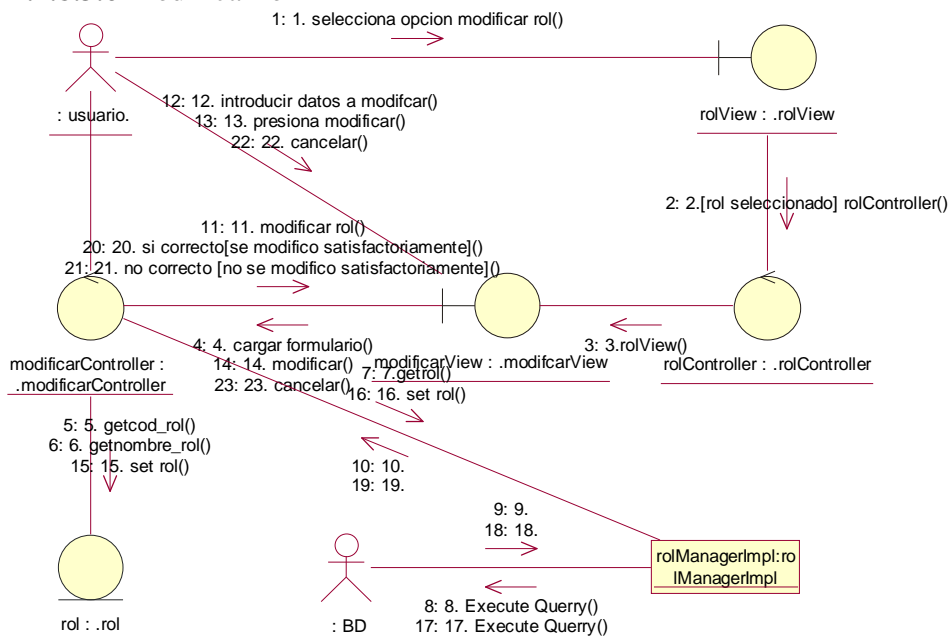 1: 1. selecciona opcion modificar rol()
: usuario.
12: 12. introducir datos a modifcar()
13: 13. presiona modificar()
22: 22. cancelar()
rolView : .rolView
2: 2.[rol seleccionado] rolController()
11: 11. modificar rol()
20: 20. si correcto[se modifico satisfactoriamente]()
21: 21. no correcto [no se modifico satisfactoriamente]()
4: 4. cargar formulario()
14: 14. modificar()
23: 23. cancelar()
3: 3.rolView()
modificarController :
.modificarController
modificarView : .modifcarView
rolController : .rolController
7: 7.getrol()
16: 16. set rol()
5: 5. getcod_rol()
6: 6. getnombre_rol()
15: 15. set rol()
10: 10.
19: 19.
9: 9.
18: 18.
rolManagerImpl:ro
lManagerImpl
8: 8. Execute Querry()
17: 17. Execute Querry()
rol : .rol
: BD